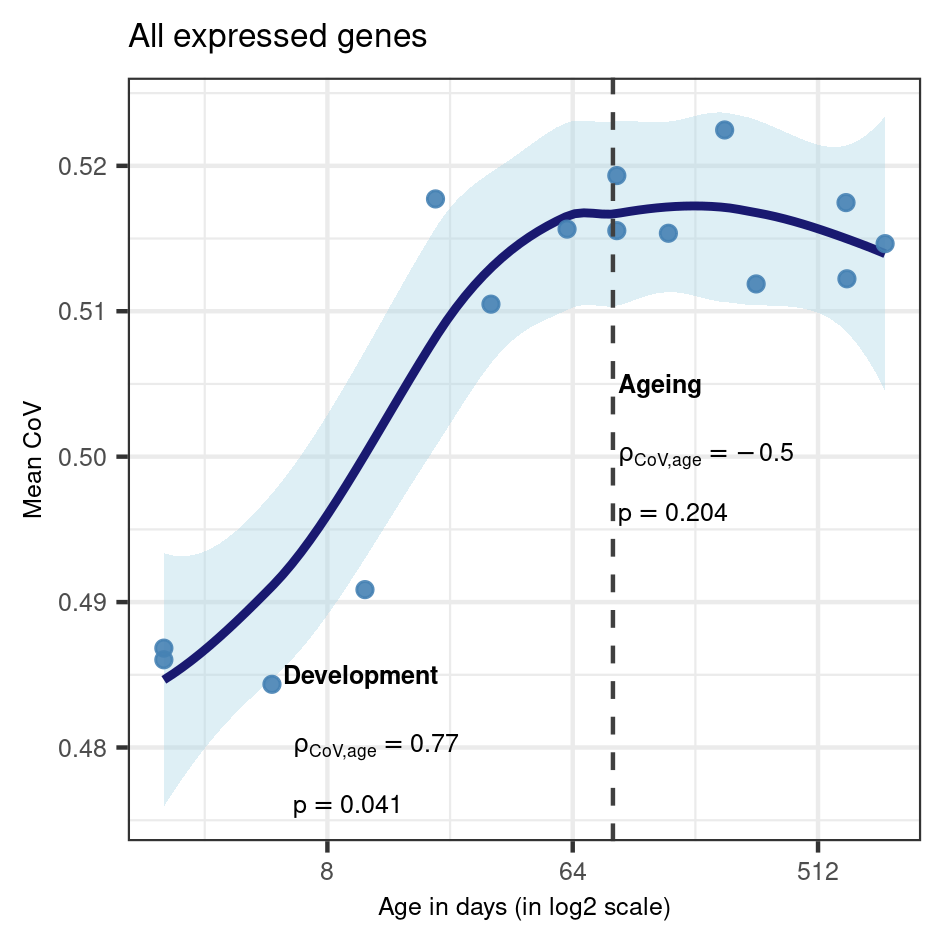 All expressed genes
Mean CoV
0.52
0.51
0.50
0.49
0.48
Ageing
ρCoV,age = −0.5
p = 0.204
Development
ρCoV,age = 0.77
p = 0.041
8
64
512
Age in days (in log2 scale)